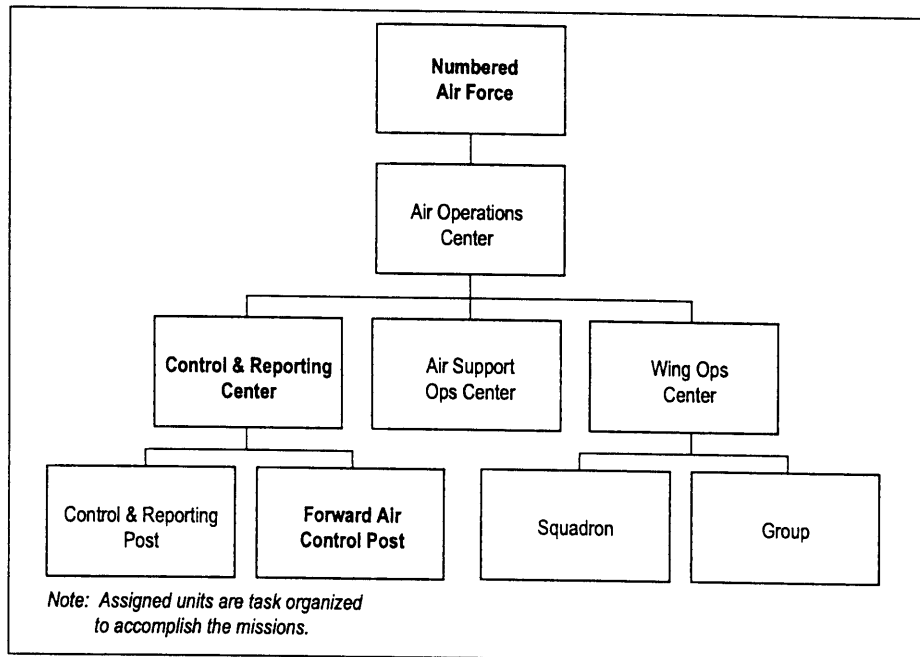 Numbered
Air Force
Air Operations
Center
Control & Reporting
Center
Air Support
Ops Center
Wing Ops
Center
Control & Reporting
Post
Forward Air
Control Post
Squadron
Group
Note: Assigned units are task organized
to accomplish the missions.